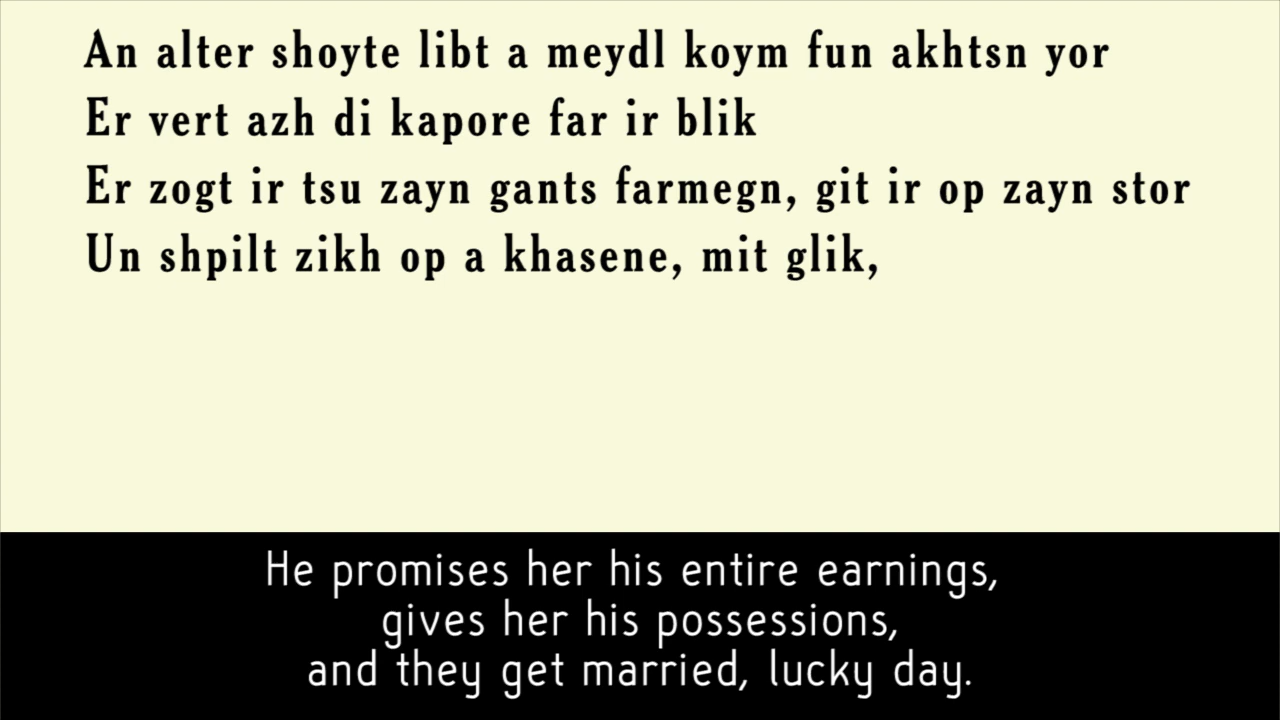 An alter shoyte libt a meydl koym fun akhtsn yor
Er vert azh di kapore far ir blik
Er zogt ir tsu zayn gants farmegn, git ir op zayn stor
Un shpilt zikh op a khasene, mit glik,
He promises her his entire earnings,
gives her his possessions,
and they get married, lucky day.